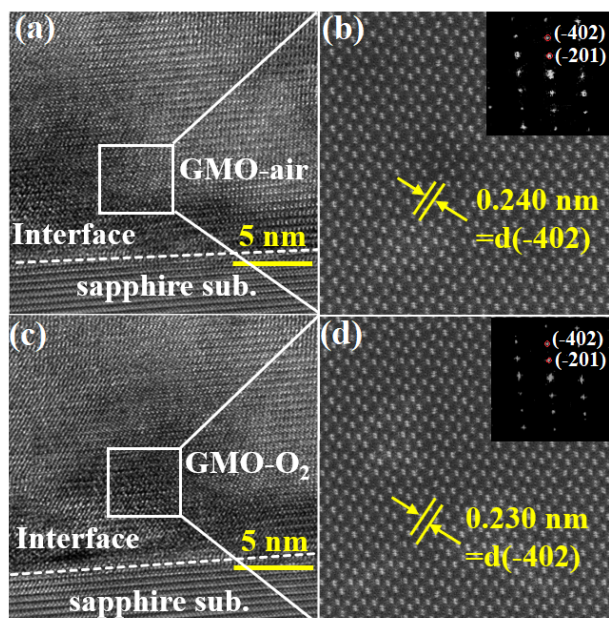 (a)
GMO-air
Interface
5 nm
sapphire sub.
(b)
(-402)
(-201)
0.240 nm
=d(-402)
(c)
GMO-O₂
Interface
5 nm
sapphire sub.
(d)
(-402)
(-201)
0.230 nm
=d(-402)